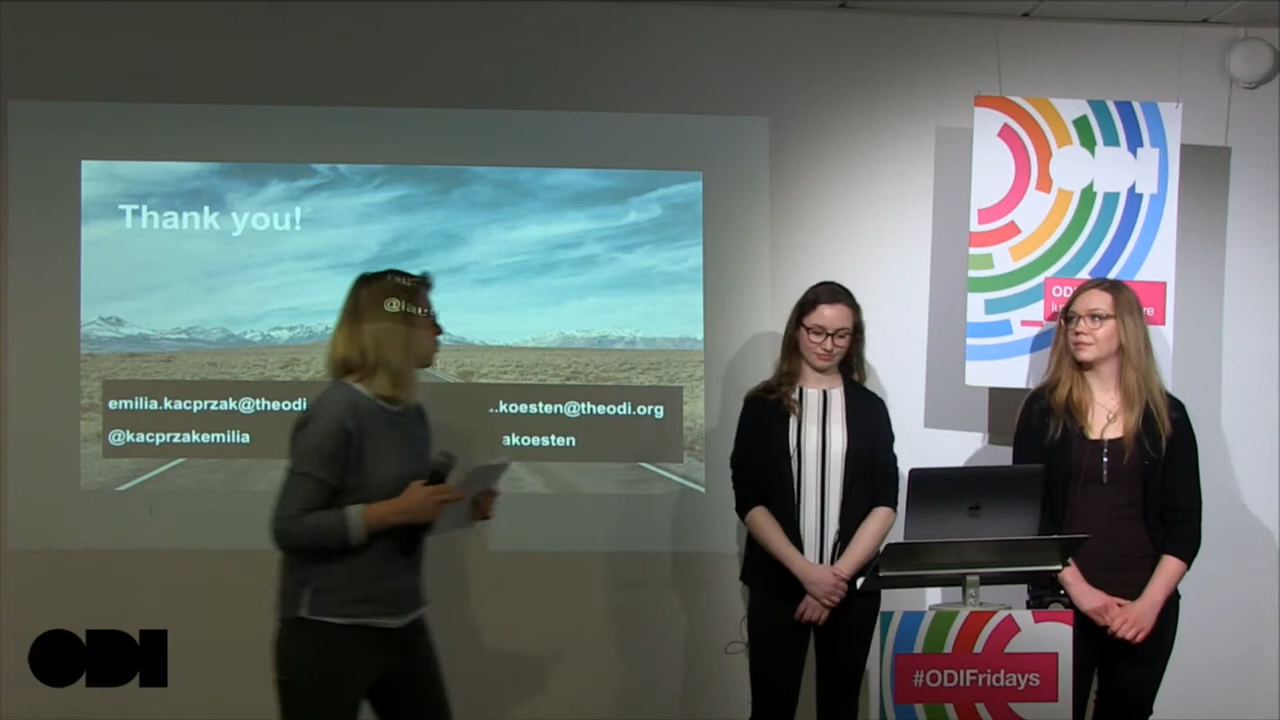 Thank you!
emilia.kacprzak@theodi
.koesten@theodi.org
@kacprzakemilia
akoesten
ODI
#ODIFridays
ODI